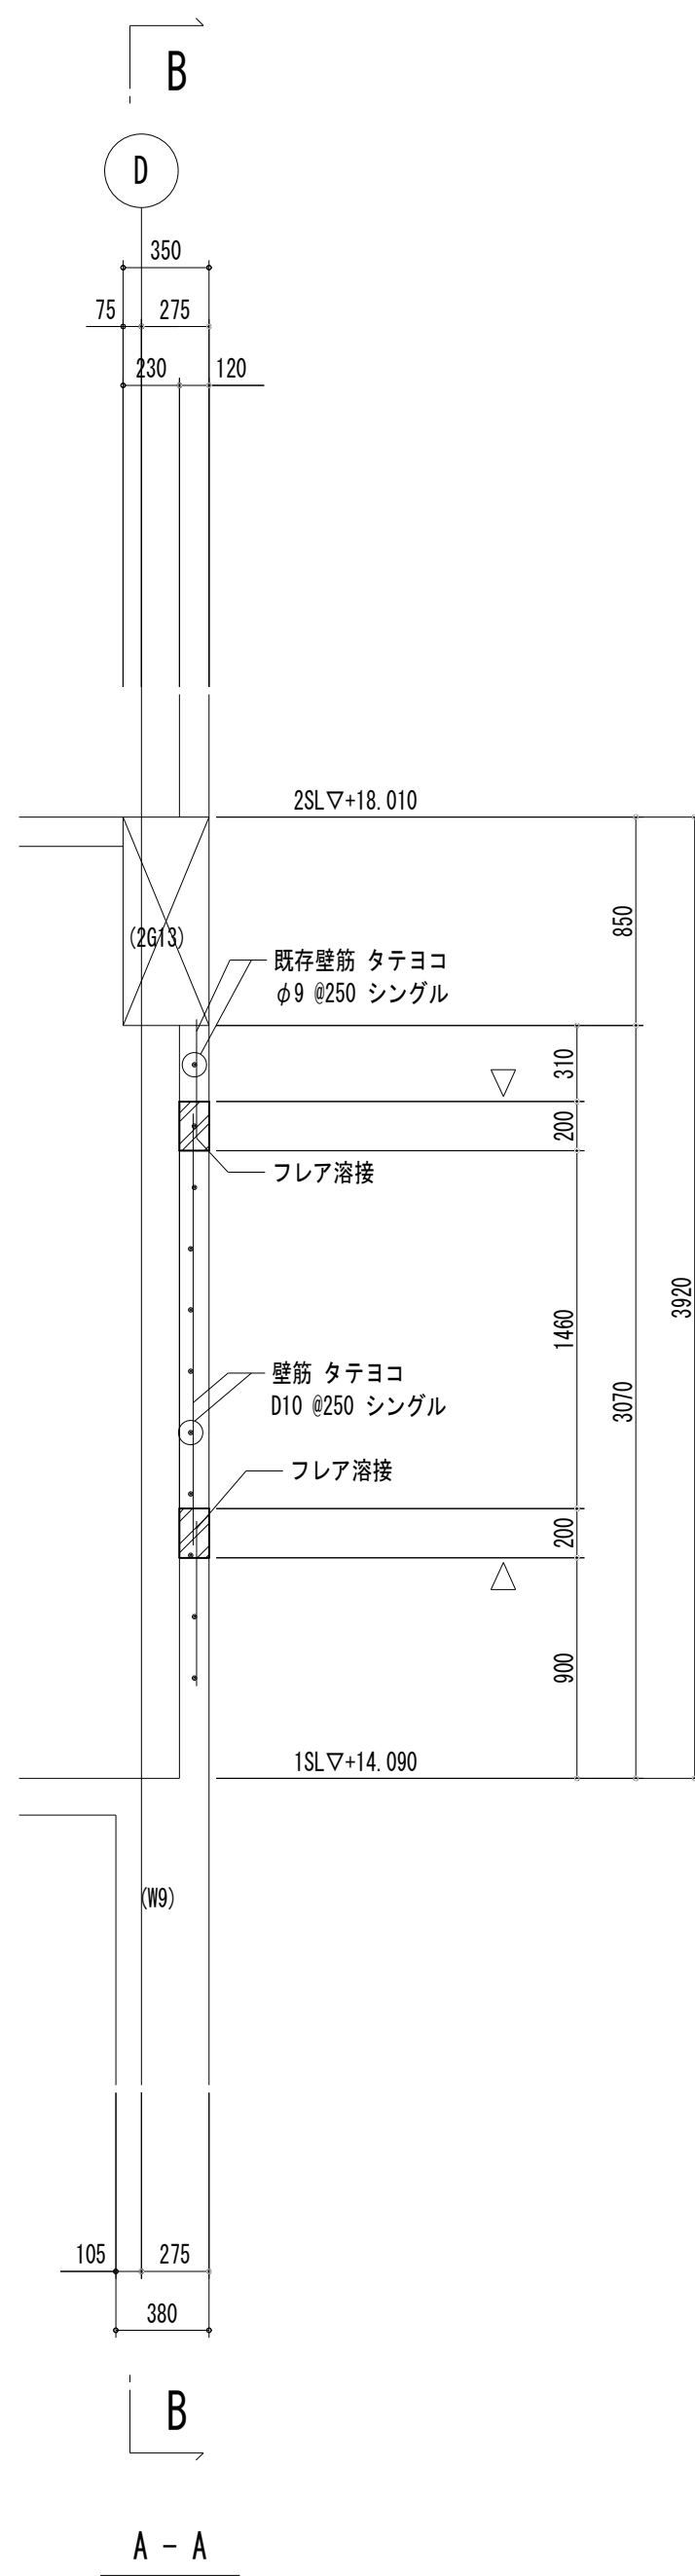 B
D
350
75 275
230 120
2SL▽+18.010
850
(2G13)
既存壁筋 タテヨコ
φ9 @250 シングル
310
200
フレア溶接
1460
3920
3070
壁筋 タテヨコ
D10 @250 シングル
フレア溶接
200
900
1SL▽+14.090
(W9)
105 275
380
B
A - A